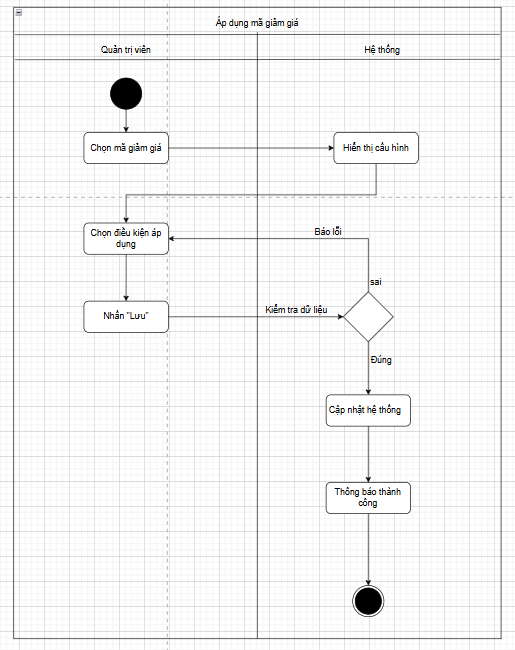 Áp dụng mã giảm giá
Quản trị viên
Hệ thống
Chọn mã giảm giá
Hiển thị cấu hình
Chọn điều kiện áp
dụng
Báo lỗi
sai
Nhấn "Lưu"
Kiểm tra dữ liệu
Đúng
Cập nhật hệ thống
Thông báo thành
công